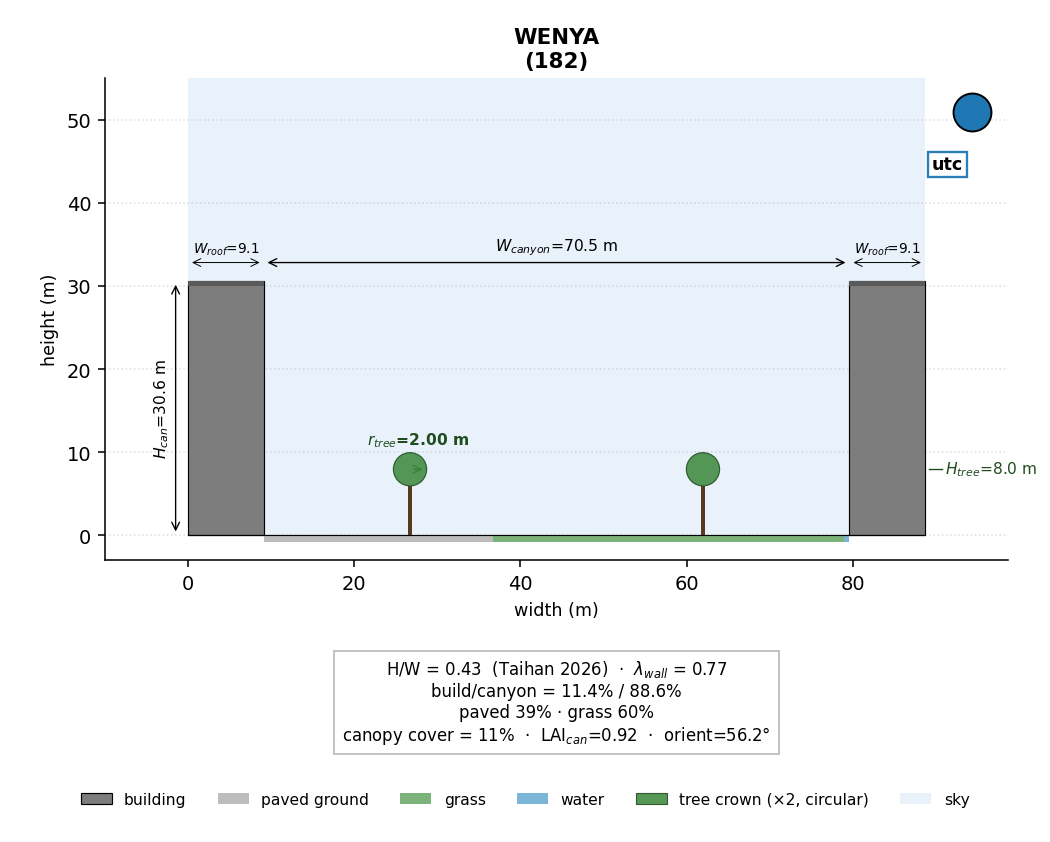 WENYA
(182)
utc
W_roof=9.1
W_canyon=70.5 m
W_roof=9.1
H_can=30.6 m
r_tree=2.00 m
H_tree=8.0 m
50
40
30
20
10
0
height (m)
0 20 40 60 80
width (m)
H/W = 0.43 (Taihan 2026) · λ_wall = 0.77
build/canyon = 11.4% / 88.6%
paved 39% · grass 60%
canopy cover = 11% · LAI_can=0.92 · orient=56.2°
building paved ground grass water tree crown (×2, circular) sky